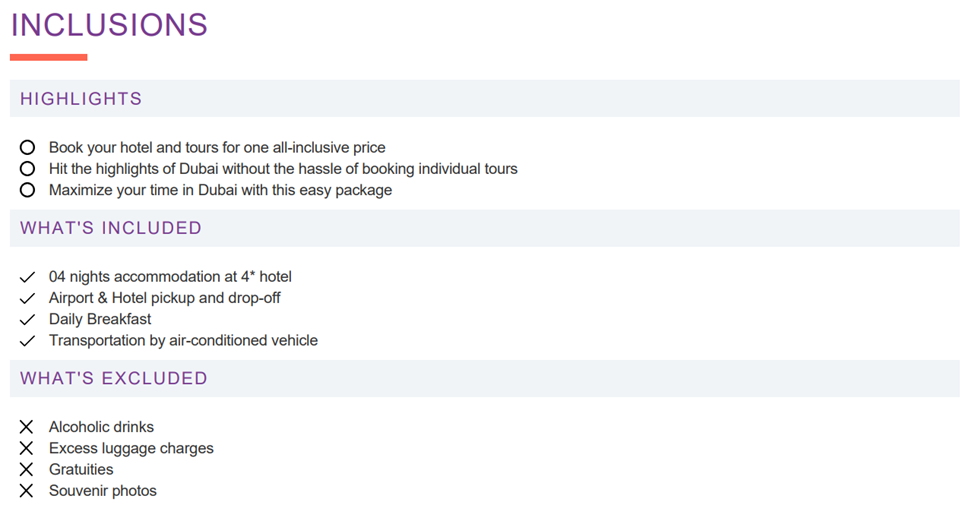 INCLUSIONS
HIGHLIGHTS
Book your hotel and tours for one all-inclusive price
Hit the highlights of Dubai without the hassle of booking individual tours
Maximize your time in Dubai with this easy package
WHAT'S INCLUDED
04 nights accommodation at 4* hotel
Airport & Hotel pickup and drop-off
Daily Breakfast
Transportation by air-conditioned vehicle
WHAT'S EXCLUDED
Alcoholic drinks
Excess luggage charges
Gratuities
Souvenir photos